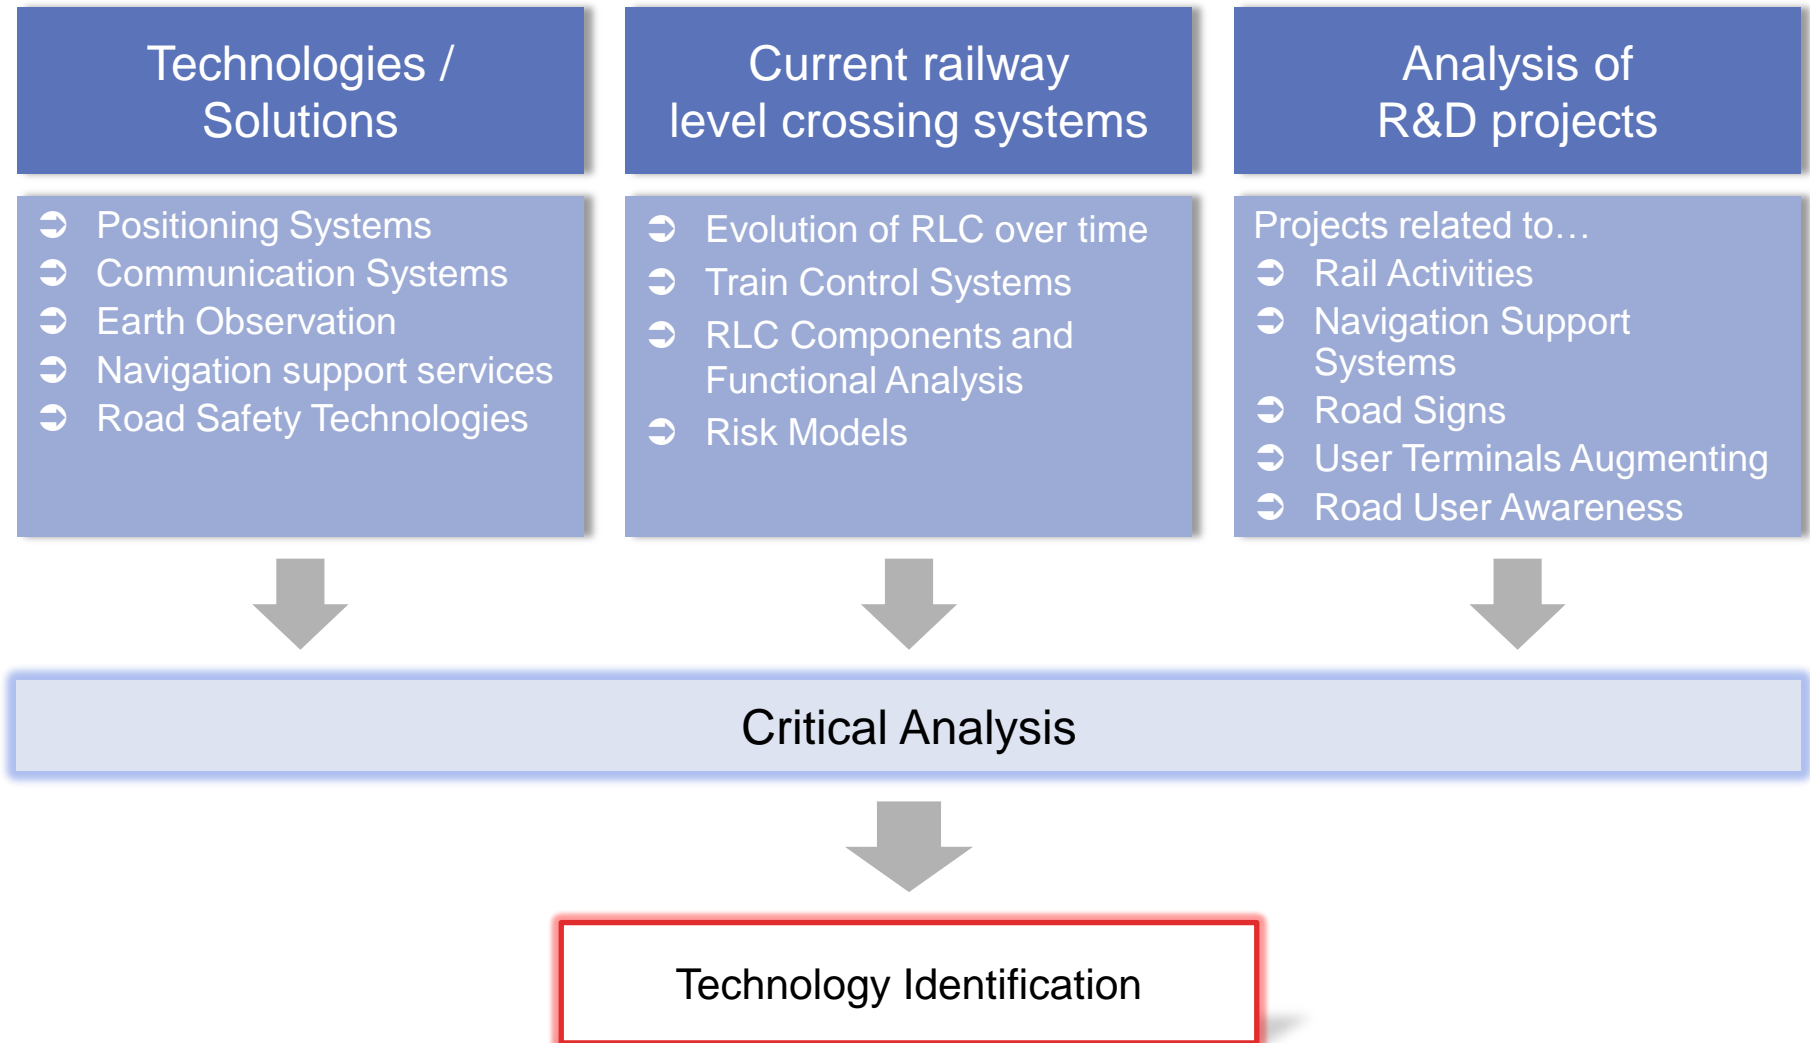 Technologies /
Solutions
Positioning Systems
Communication Systems
Earth Observation
Navigation support services
Road Safety Technologies
Current railway
level crossing systems
Evolution of RLC over time
Train Control Systems
RLC Components and
Functional Analysis
Risk Models
Analysis of
R&D projects
Projects related to…
Rail Activities
Navigation Support
Systems
Road Signs
User Terminals Augmenting
Road User Awareness
Critical Analysis
Technology Identification